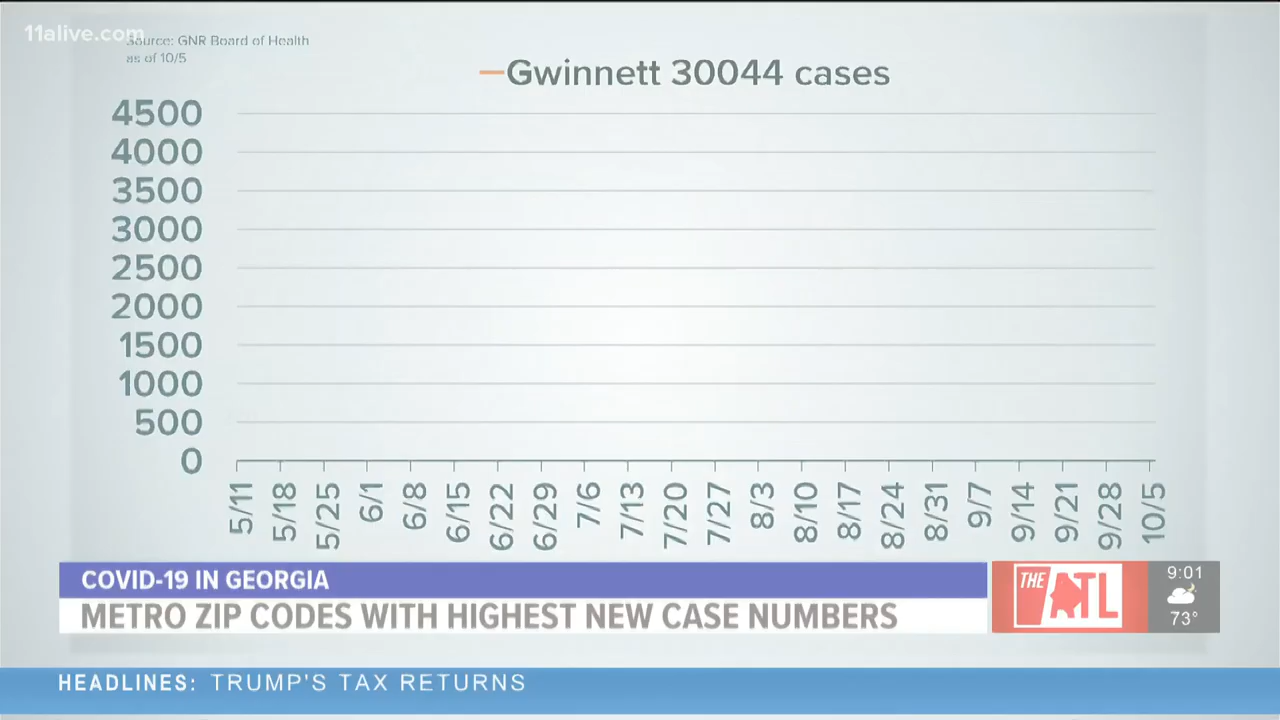 11alive.com
Source: GNR Board of Health
as of 10/5
Gwinnett 30044 cases
4500
4000
3500
3000
2500
2000
1500
1000
500
0
5/11 5/18 5/25 6/1 6/8 6/15 6/22 6/29 7/6 7/13 7/20 7/27 8/3 8/10 8/17 8/24 8/31 9/7 9/14 9/21 9/28 10/5
COVID-19 IN GEORGIA
METRO ZIP CODES WITH HIGHEST NEW CASE NUMBERS
THE ATL
9:01
73°
HEADLINES: TRUMP'S TAX RETURNS